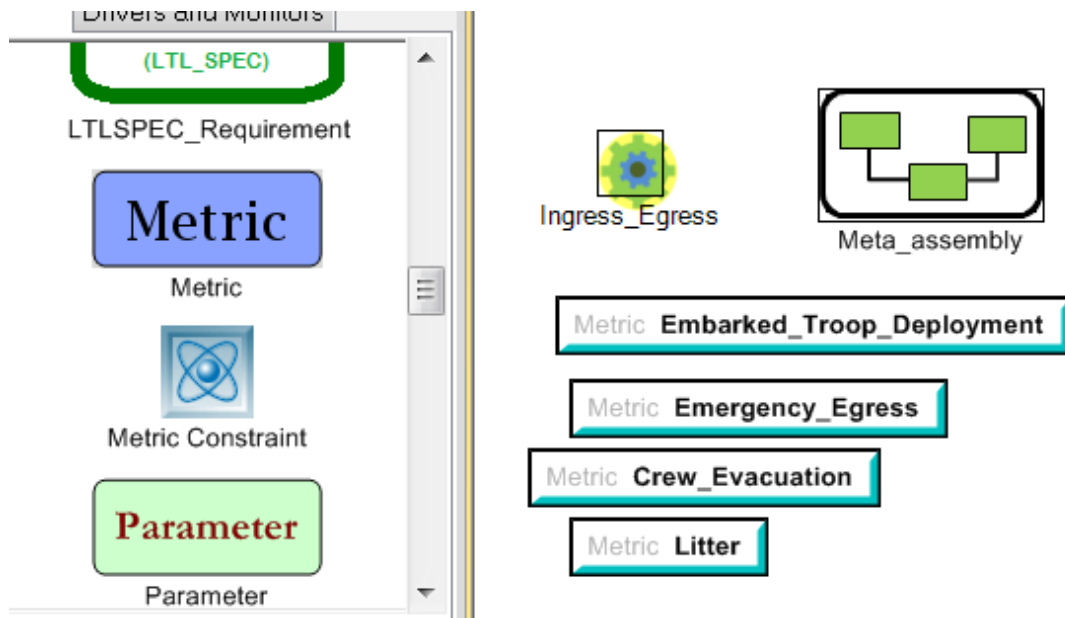 Drivers and Monitors
(LTL_SPEC)
LTLSPEC_Requirement
Metric
Metric
Metric Constraint
Parameter
Parameter
Ingress_Egress
Meta_assembly
Metric Embarked_Troop_Deployment
Metric Emergency_Egress
Metric Crew_Evacuation
Metric Litter